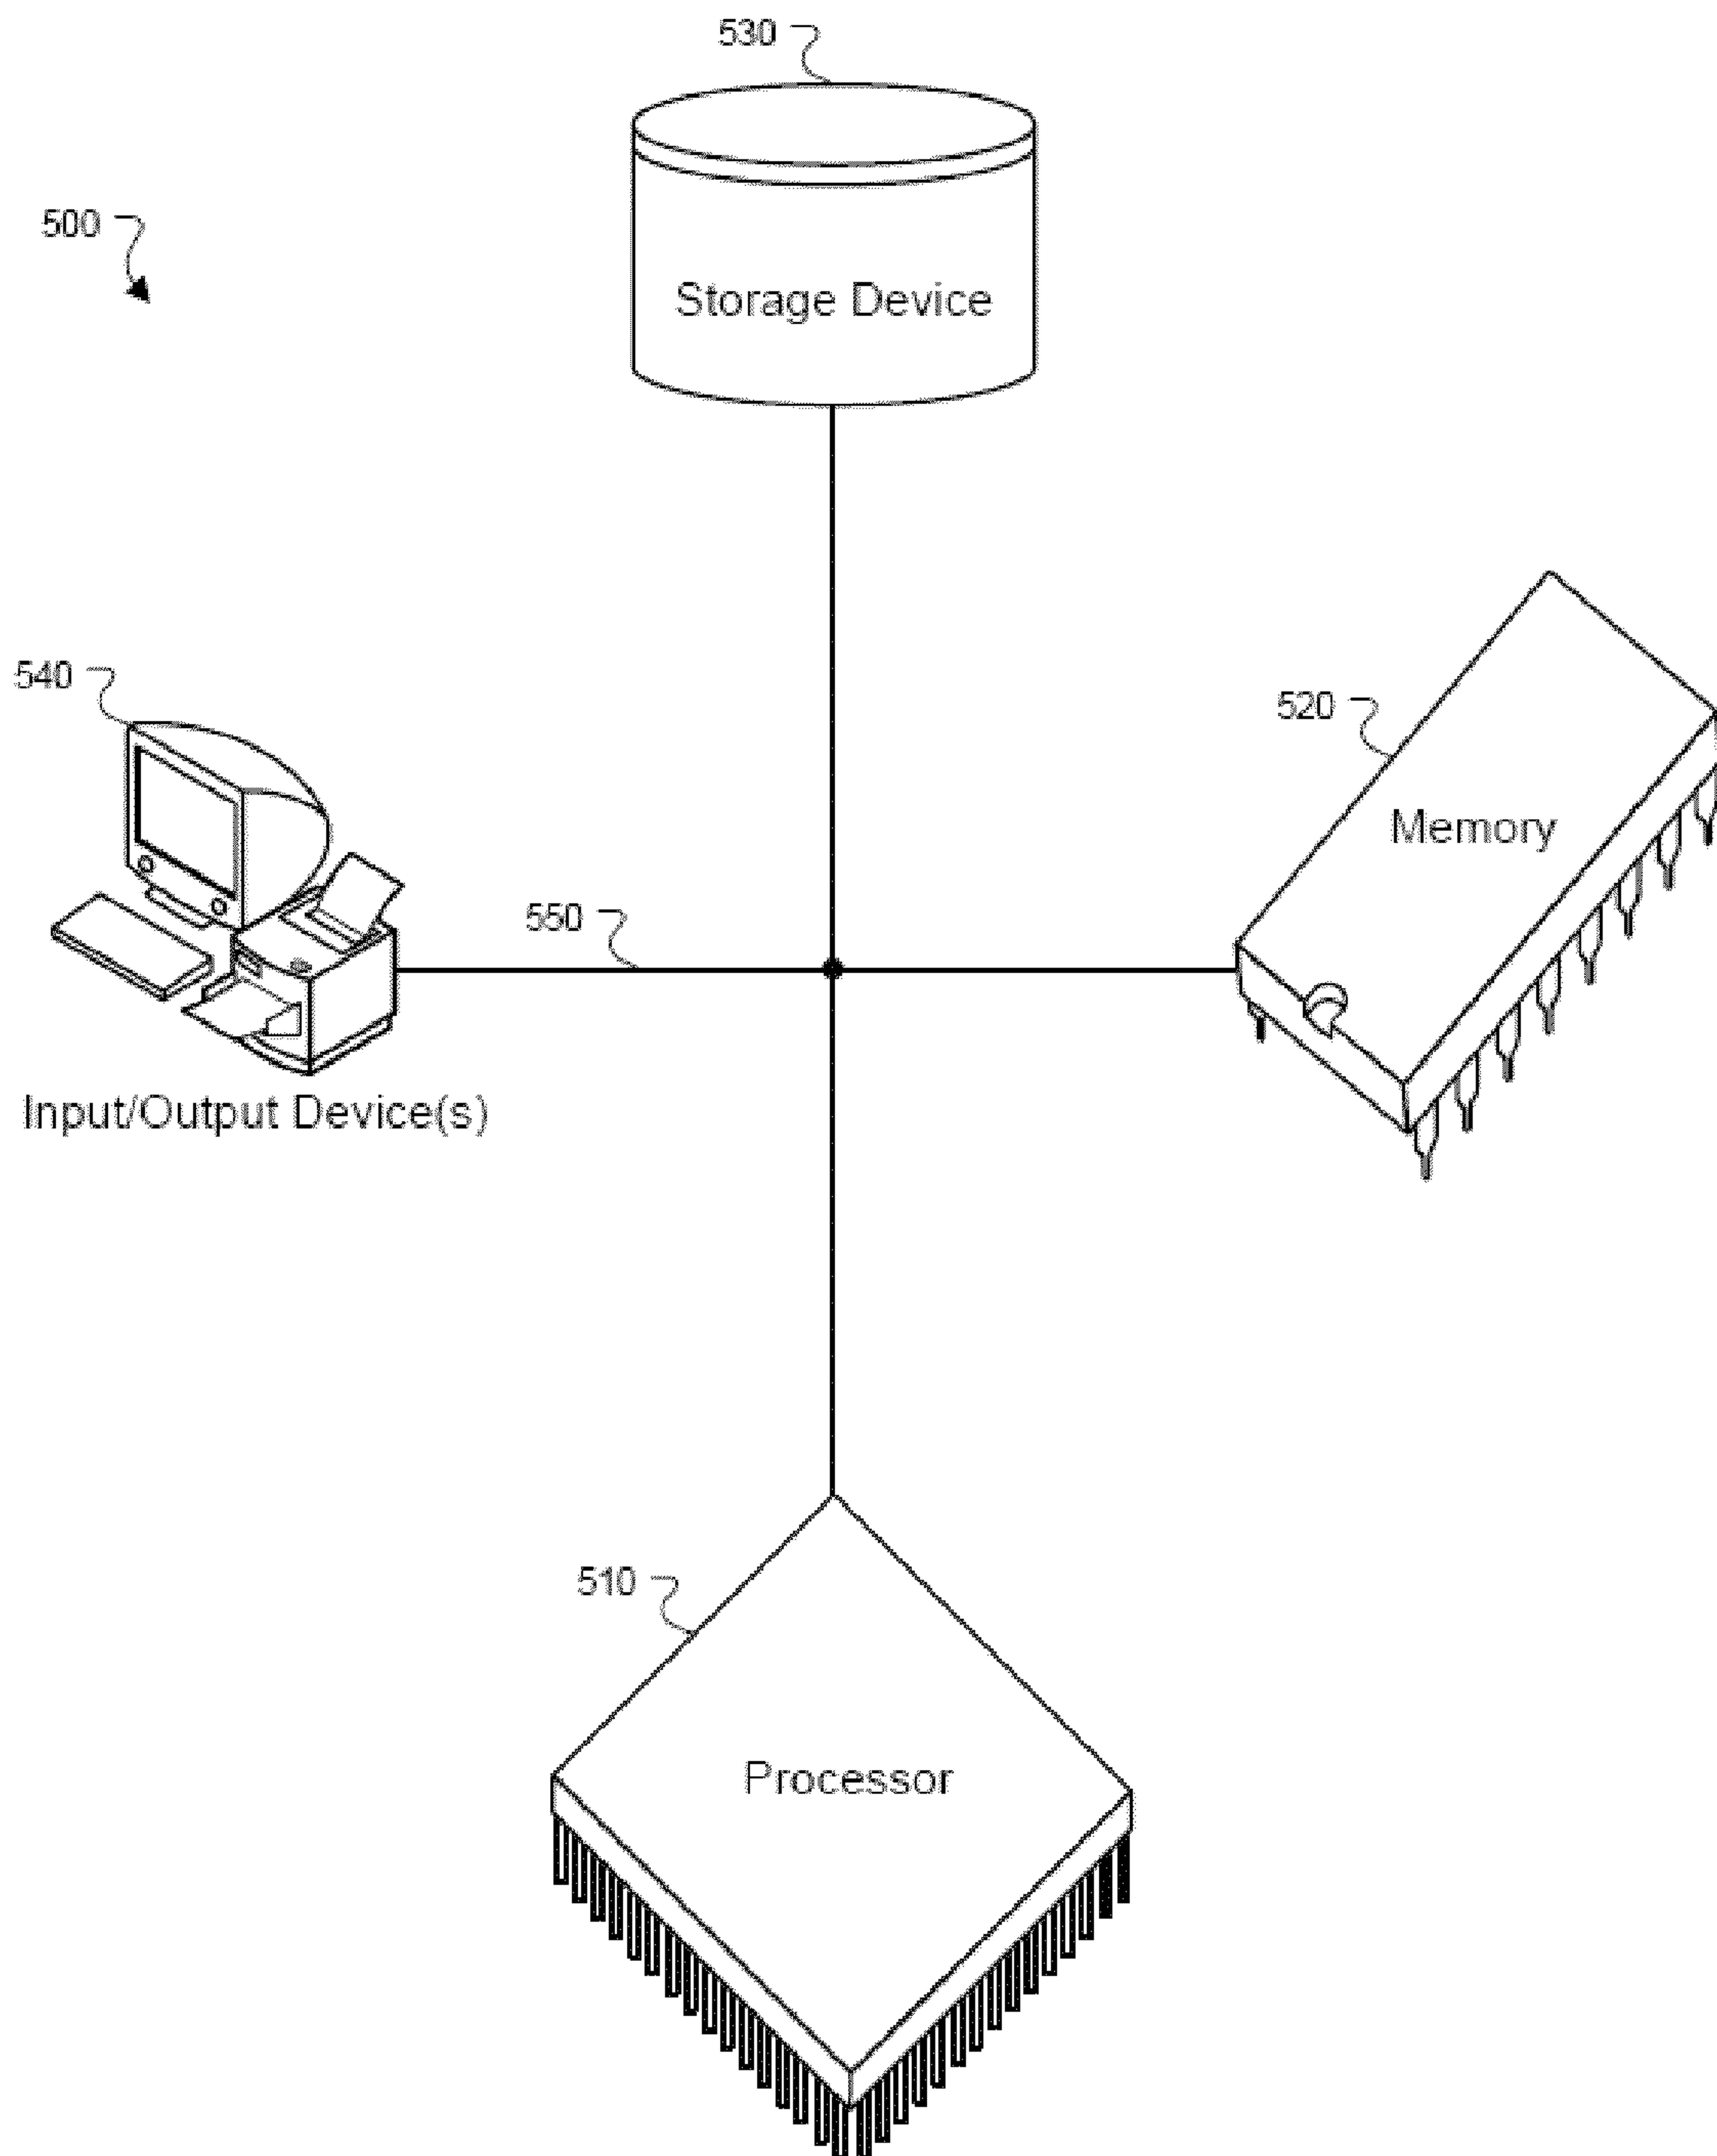 530
500
Storage Device
540
520
Memory
550
Input/Output Device(s)
510
Processor